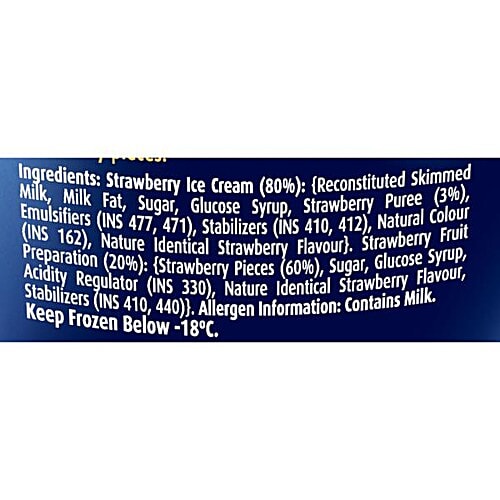 pieces.
Ingredients: Strawberry Ice Cream (80%): {Reconstituted Skimmed
Milk, Milk Fat, Sugar, Glucose Syrup, Strawberry Puree (3%),
Emulsifiers (INS 477, 471), Stabilizers (INS 410, 412), Natural Colour
(INS 162), Nature Identical Strawberry Flavour}. Strawberry Fruit
Preparation (20%): {Strawberry Pieces (60%), Sugar, Glucose Syrup,
Acidity Regulator (INS 330), Nature Identical Strawberry Flavour,
Stabilizers (INS 410, 440)}. Allergen Information: Contains Milk.
Keep Frozen Below -18ºC.